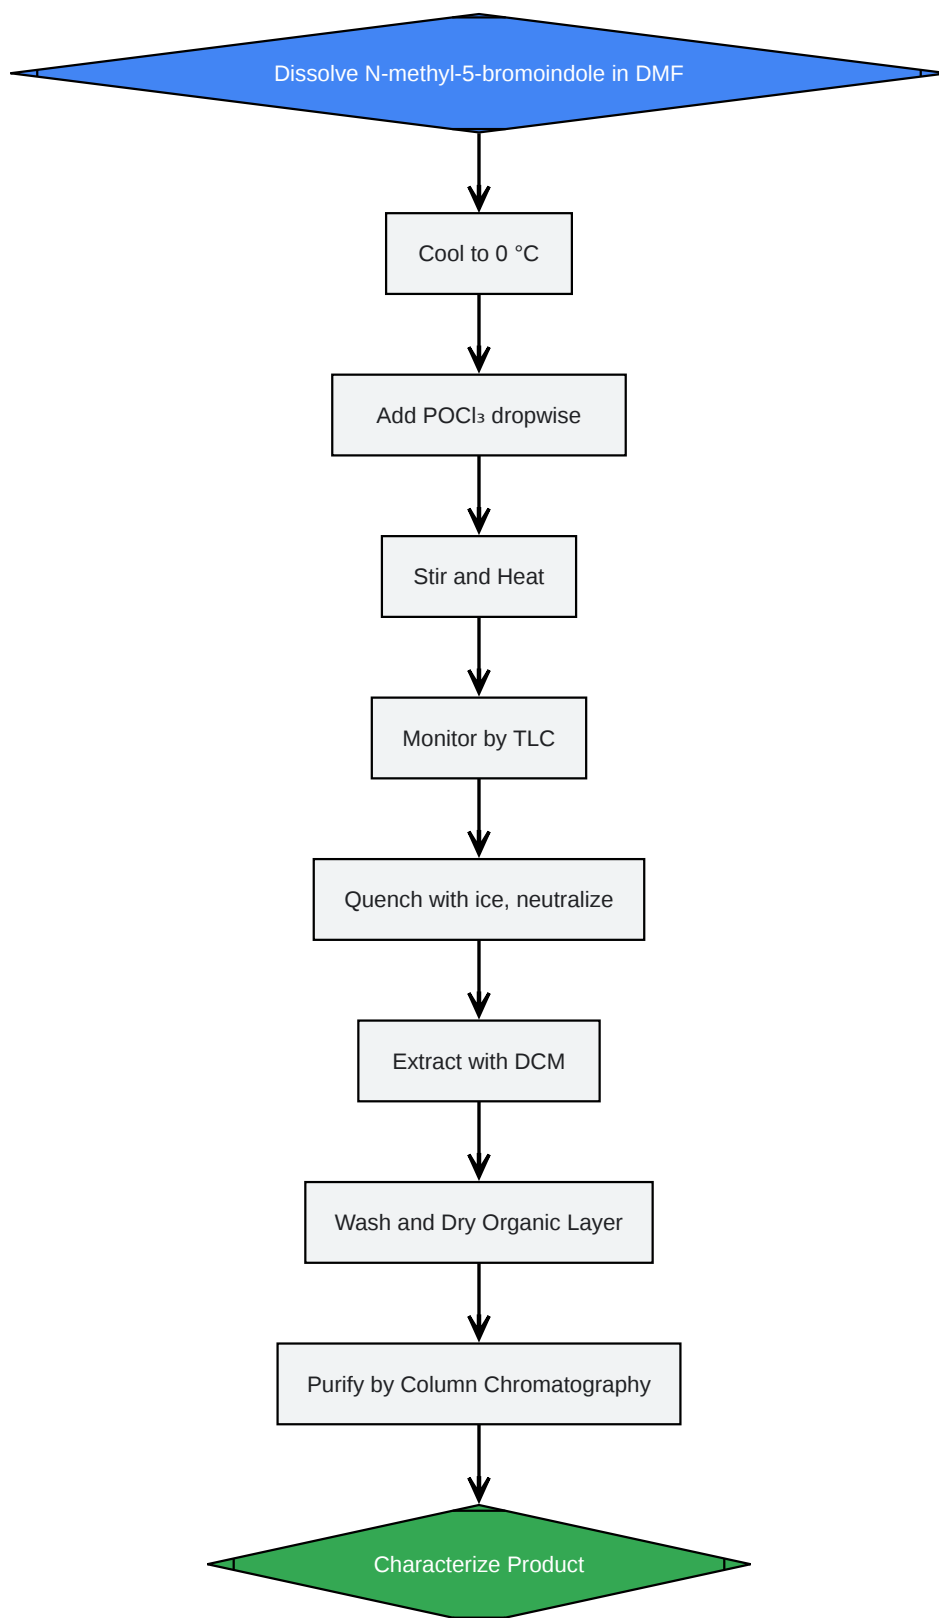 Dissolve N-methyl-5-bromoindole in DMF
Cool to 0 °C
Add POCl₃ dropwise
Stir and Heat
Monitor by TLC
Quench with ice, neutralize
Extract with DCM
Wash and Dry Organic Layer
Purify by Column Chromatography
Characterize Product